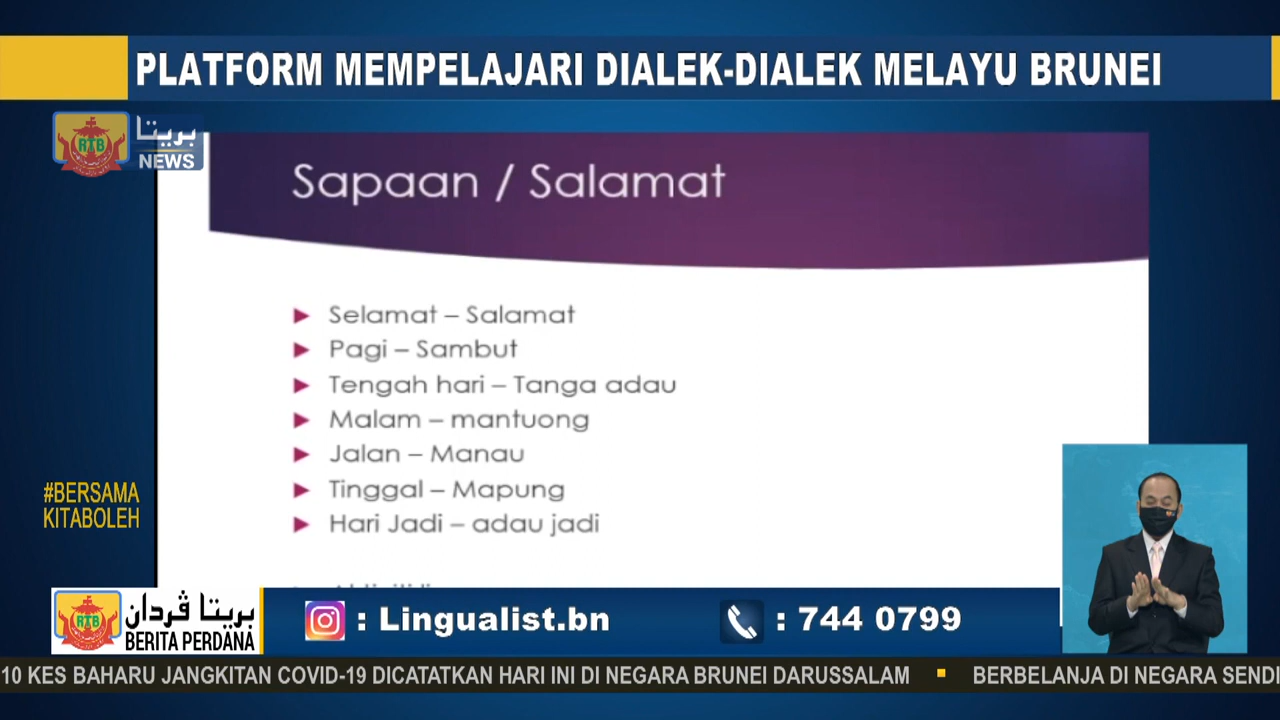 PLATFORM MEMPELAJARI DIALEK-DIALEK MELAYU BRUNEI
بريتا
RTB
NEWS
Sapaan / Salamat
► Selamat – Salamat
► Pagi – Sambut
► Tengah hari – Tanga adau
► Malam – mantuong
► Jalan – Manau
► Tinggal – Mapung
► Hari Jadi – adau jadi
#BERSAMA
KITABOLEH
بريتا ڤردان
RTB
BERITA PERDANA
: Lingualist.bn
: 744 0799
10 KES BAHARU JANGKITAN COVID-19 DICATATKAN HARI INI DI NEGARA BRUNEI DARUSSALAM ▪ BERBELANJA DI NEGARA SENDI